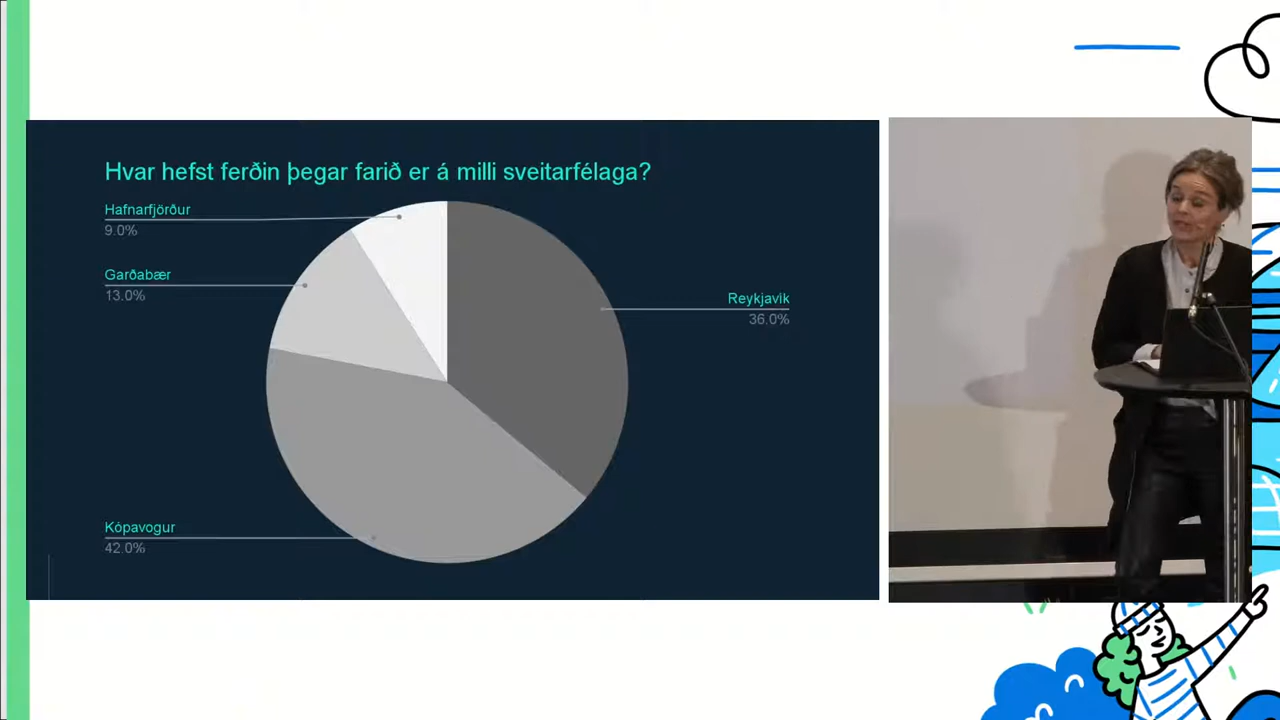 Hvar hefst ferðin þegar farið er á milli sveitarfélaga?
Hafnarfjörður
9.0%
Garðabær
13.0%
Reykjavík
36.0%
Kópavogur
42.0%